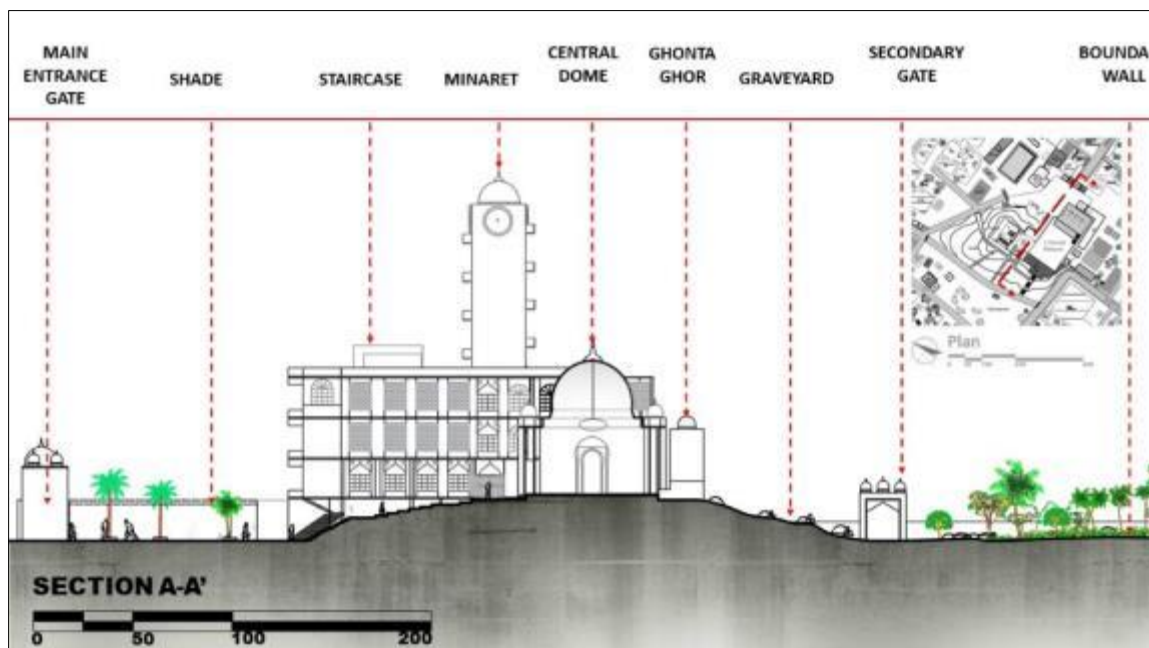 MAIN
ENTRANCE
GATE
SHADE
STAIRCASE
MINARET
CENTRAL
DOME
GHONTA
GHOR
GRAVEYARD
SECONDARY
GATE
BOUNDA
WALL
Plan
SECTION A-A'
0 50 100 200